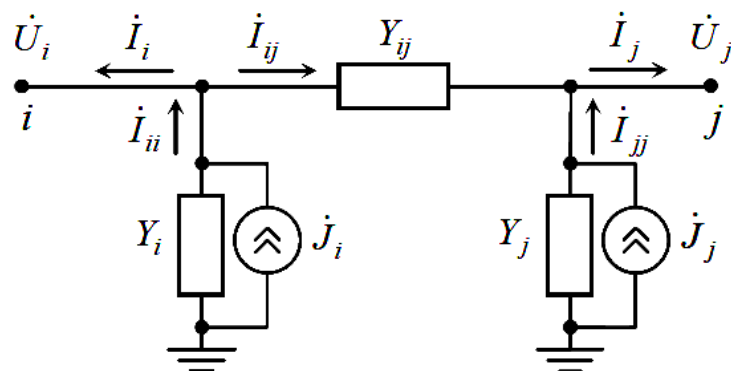 U̇ᵢ İᵢ İᵢⱼ Yᵢⱼ İⱼ U̇ⱼ
i İᵢᵢ İⱼⱼ j
Yᵢ J̇ᵢ Yⱼ J̇ⱼ